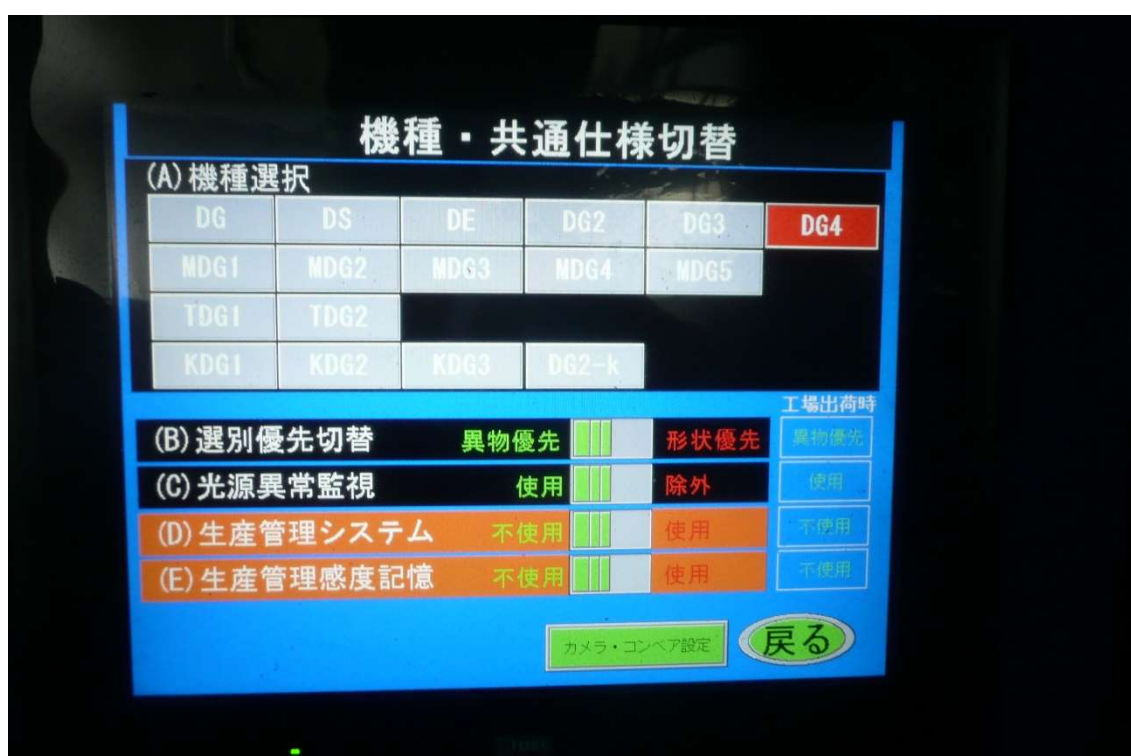 機種・共通仕様切替
(A)機種選択
DG DS DE DG2 DG3 DG4
MDG1 MDG2 MDG3 MDG4 MDG5
TDG1 TDG2
KDG1 KDG2 KDG3 DG2-k
工場出荷時
(B)選別優先切替 異物優先 形状優先 異物優先
(C)光源異常監視 使用 除外 使用
(D)生産管理システム 不使用 使用 不使用
(E)生産管理感度記憶 不使用 使用 不使用
カメラ・コンベア設定 戻る